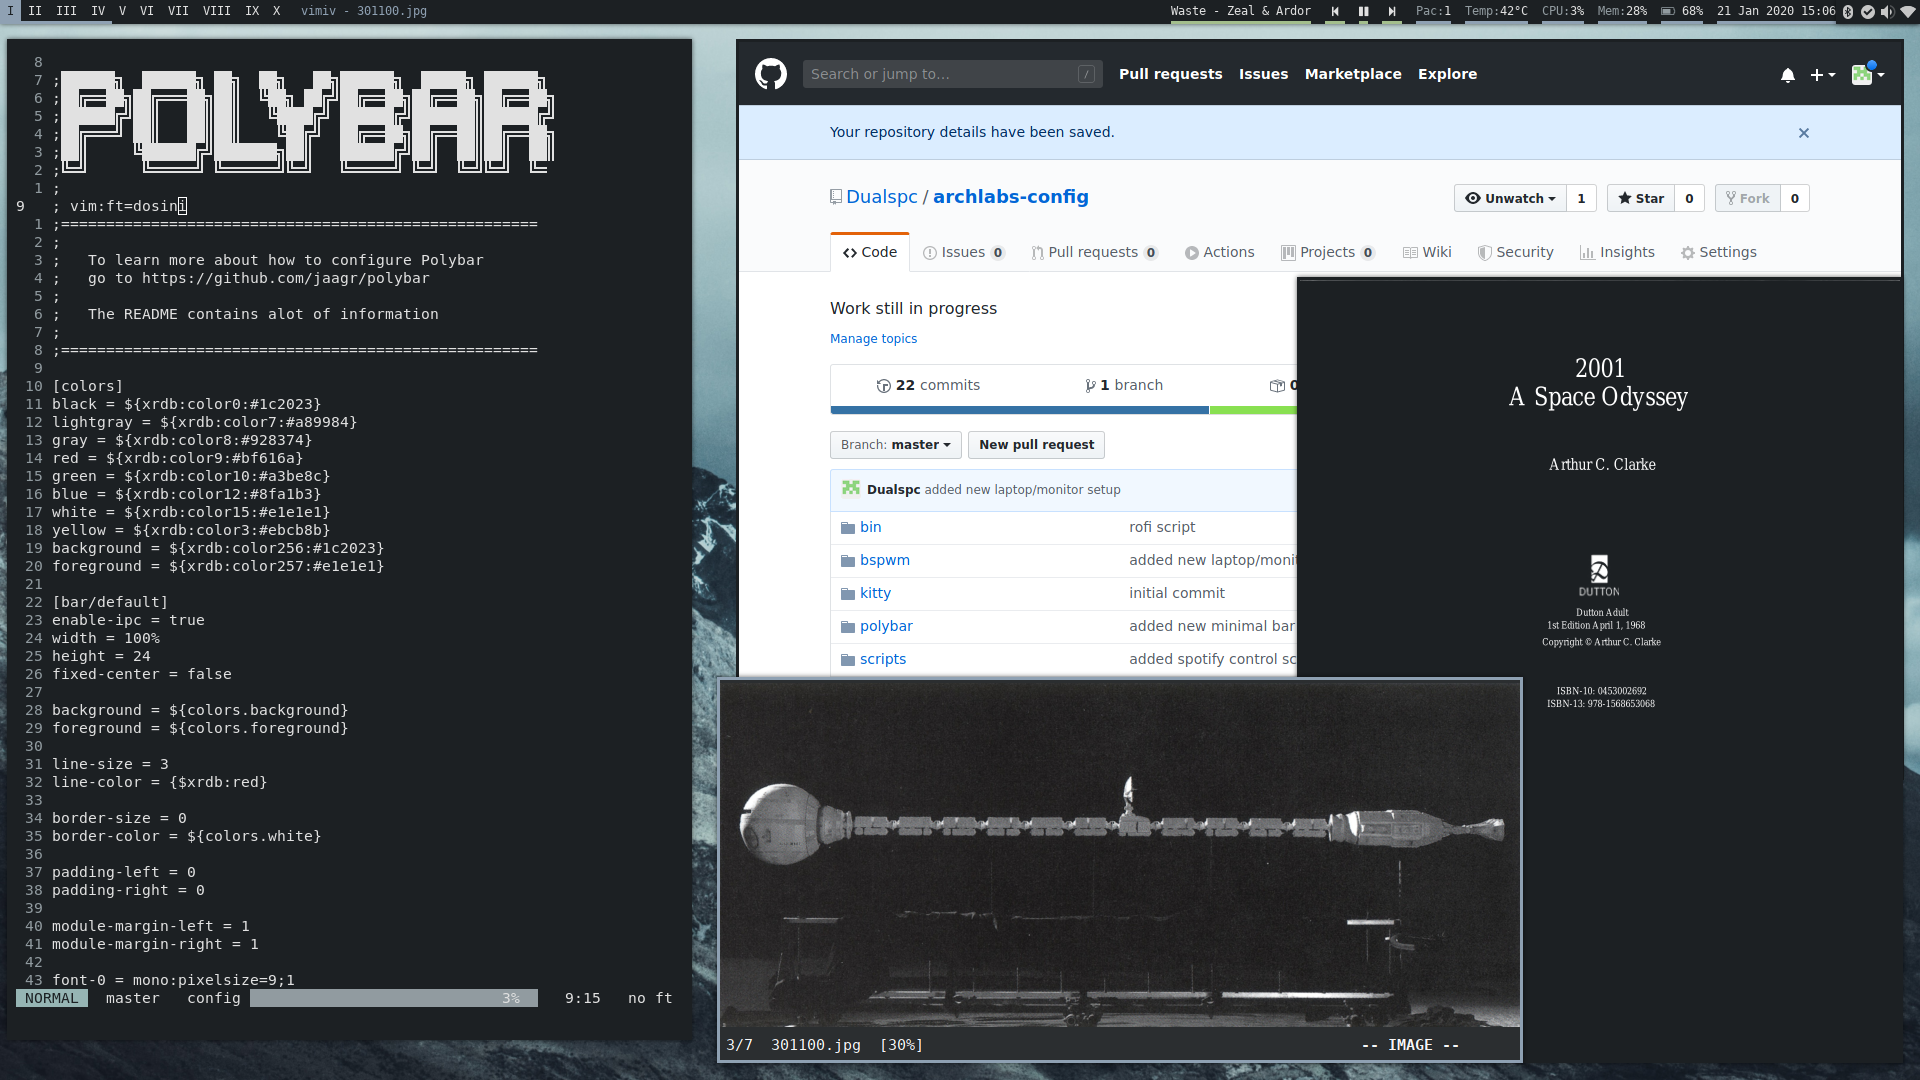 I II III IV V VI VII VIII IX X vimiv - 301100.jpg
Waste - Zeal & Ardor Pac:1 Temp:42°C CPU:3% Mem:28% 68% 21 Jan 2020 15:06
8
7 ;
6 ;
5 ;
4 ;
3 ;
2 ;
POLYBAR
1 ;
9 ; vim:ft=dosini
1 ;=====================================================
2 ;
3 ; To learn more about how to configure Polybar
4 ; go to https://github.com/jaagr/polybar
5 ;
6 ; The README contains alot of information
7 ;
8 ;=====================================================
9
10 [colors]
11 black = ${xrdb:color0:#1c2023}
12 lightgray = ${xrdb:color7:#a89984}
13 gray = ${xrdb:color8:#928374}
14 red = ${xrdb:color9:#bf616a}
15 green = ${xrdb:color10:#a3be8c}
16 blue = ${xrdb:color12:#8fa1b3}
17 white = ${xrdb:color15:#e1e1e1}
18 yellow = ${xrdb:color3:#ebcb8b}
19 background = ${xrdb:color256:#1c2023}
20 foreground = ${xrdb:color257:#e1e1e1}
21
22 [bar/default]
23 enable-ipc = true
24 width = 100%
25 height = 24
26 fixed-center = false
27
28 background = ${colors.background}
29 foreground = ${colors.foreground}
30
31 line-size = 3
32 line-color = {$xrdb:red}
33
34 border-size = 0
35 border-color = ${colors.white}
36
37 padding-left = 0
38 padding-right = 0
39
40 module-margin-left = 1
41 module-margin-right = 1
42
43 font-0 = mono:pixelsize=9;1
NORMAL master config 3% 9:15 no ft
Search or jump to… / Pull requests Issues Marketplace Explore
Your repository details have been saved.
Dualspc / archlabs-config Unwatch 1 Star 0 Fork 0
Code Issues 0 Pull requests 0 Actions Projects 0 Wiki Security Insights Settings
Work still in progress
Manage topics
22 commits 1 branch 0
Branch: master New pull request
Dualspc added new laptop/monitor setup
bin rofi script
bspwm added new laptop/monit
kitty initial commit
polybar added new minimal bar
scripts added spotify control sc
2001
A Space Odyssey
Arthur C. Clarke
DUTTON
Dutton Adult
1st Edition April 1, 1968
Copyright © Arthur C. Clarke
ISBN-10: 0453002692
ISBN-13: 978-1568653068
3/7 301100.jpg [30%] -- IMAGE --